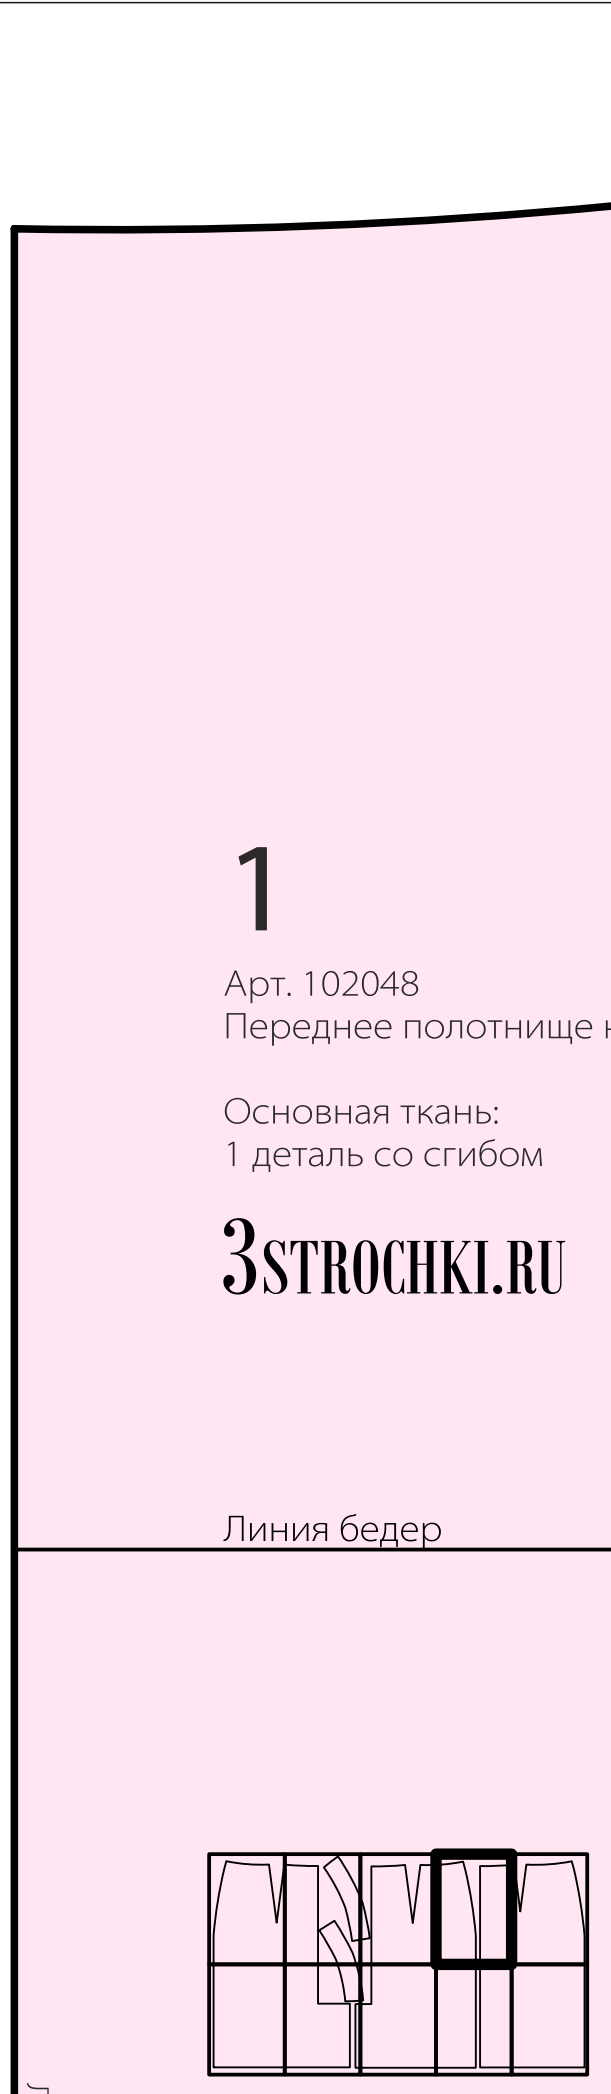 1
Арт. 102048
Переднее полотнище
Основная ткань:
1 деталь со сгибом
3STROCHKI.RU
Линия бедер